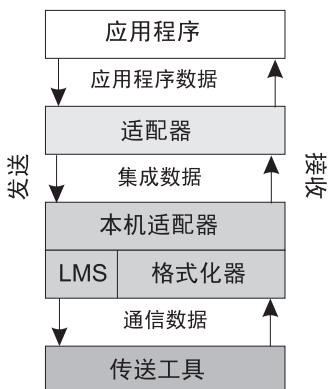 应用程序
应用程序数据
适配器
发送
集成数据
接收
本机适配器
LMS 格式化器
通信数据
传送工具